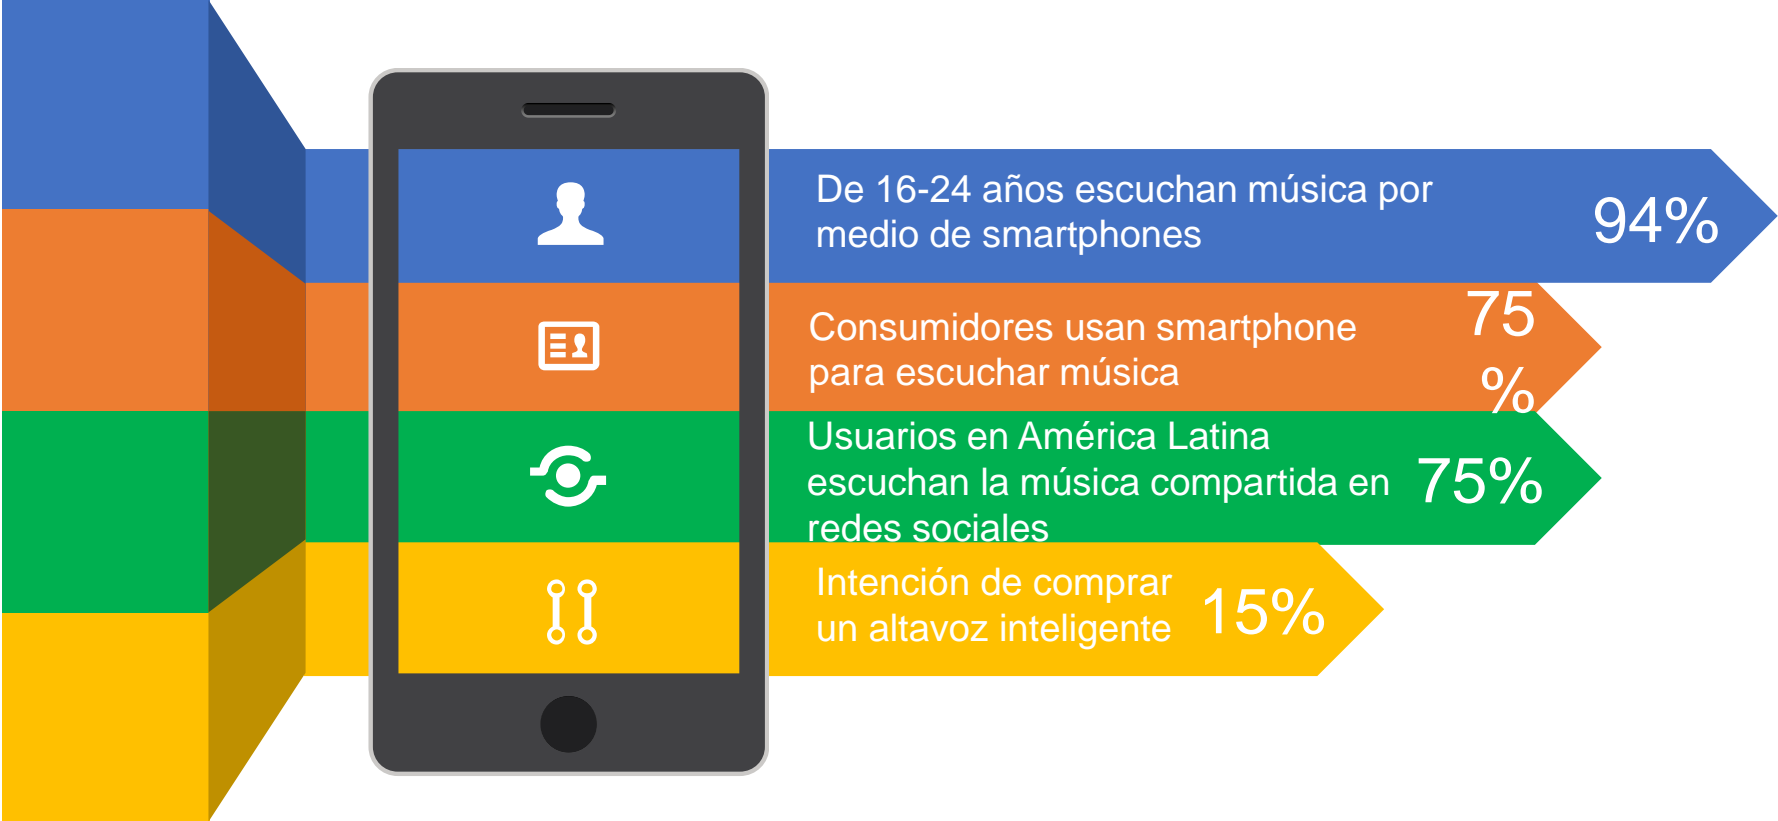 De 16-24 años escuchan música por
medio de smartphones
94%
Consumidores usan smartphone
para escuchar música
75
%
Usuarios en América Latina
escuchan la música compartida en
redes sociales
75%
Intención de comprar
un altavoz inteligente
15%